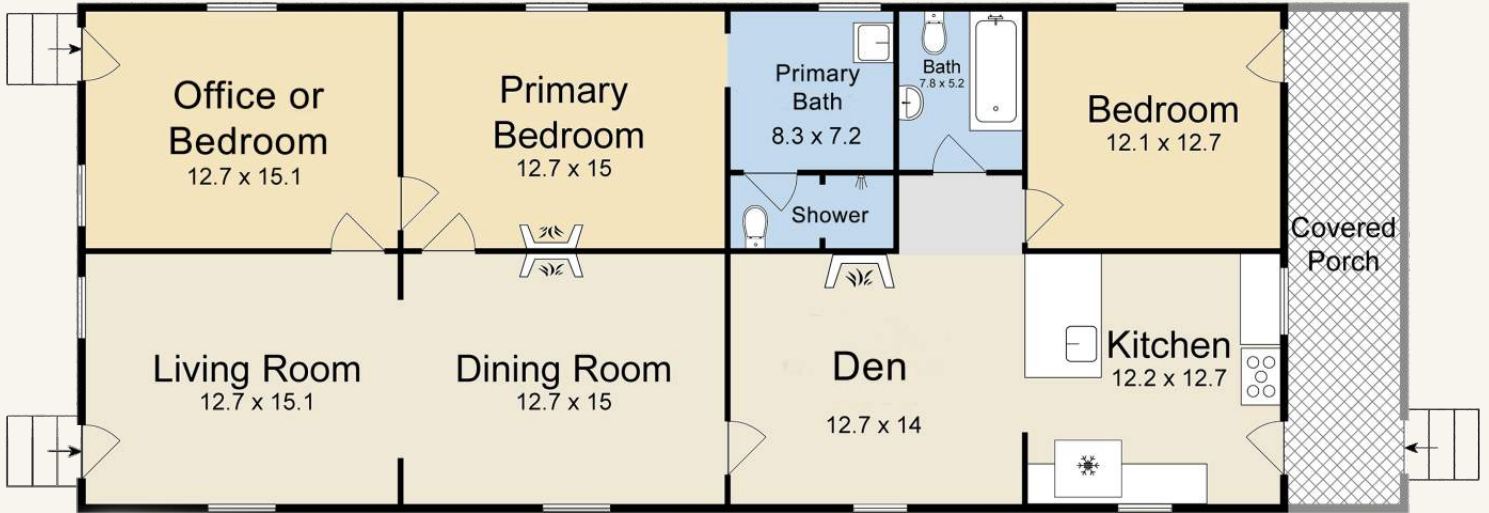 Office or
Bedroom
12.7 x 15.1
Primary
Bedroom
12.7 x 15
Primary
Bath
8.3 x 7.2
Bath
7.8 x 5.2
Bedroom
12.1 x 12.7
Shower
Covered
Porch
Living Room
12.7 x 15.1
Dining Room
12.7 x 15
Den
12.7 x 14
Kitchen
12.2 x 12.7